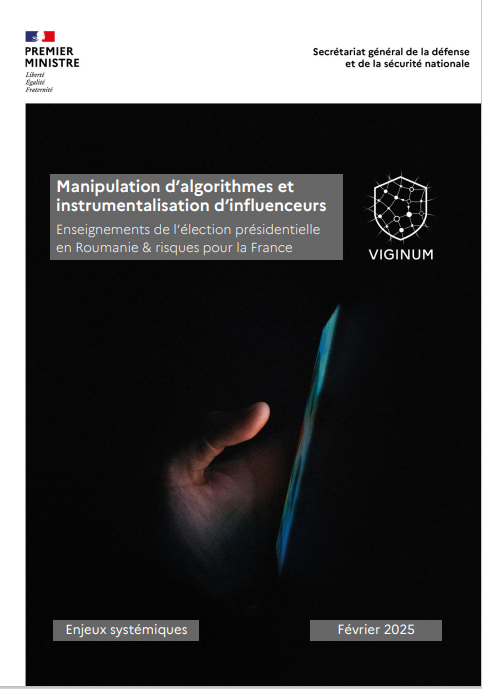 PREMIER
MINISTRE
Liberté
Égalité
Fraternité
Secrétariat général de la défense
et de la sécurité nationale
Manipulation d’algorithmes et
instrumentalisation d’influenceurs
Enseignements de l’élection présidentielle
en Roumanie & risques pour la France
VIGINUM
Enjeux systémiques
Février 2025